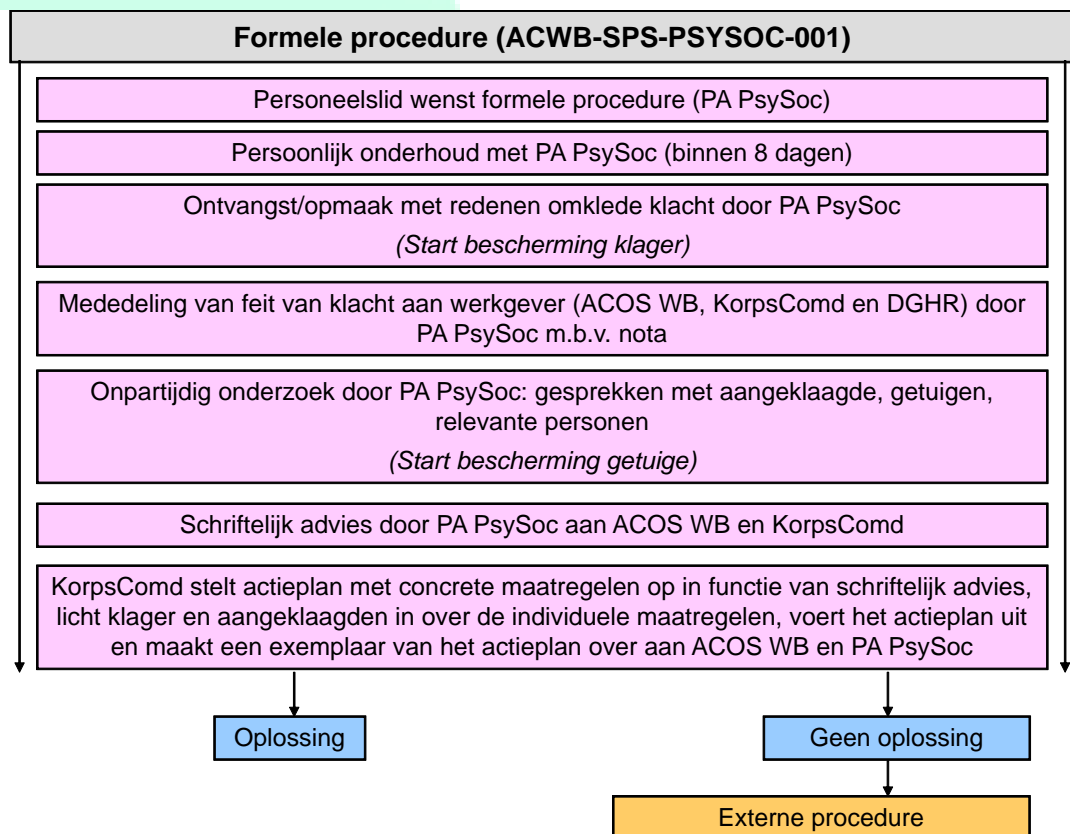 Formele procedure (ACWB-SPS-PSYSOC-001)
Personeelslid wenst formele procedure (PA PsySoc)
Persoonlijk onderhoud met PA PsySoc (binnen 8 dagen)
Ontvangst/opmaak met redenen omklede klacht door PA PsySoc
(Start bescherming klager)
Mededeling van feit van klacht aan werkgever (ACOS WB, KorpsComd en DGHR) door
PA PsySoc m.b.v. nota
Onpartijdig onderzoek door PA PsySoc: gesprekken met aangeklaagde, getuigen,
relevante personen
(Start bescherming getuige)
Schriftelijk advies door PA PsySoc aan ACOS WB en KorpsComd
KorpsComd stelt actieplan met concrete maatregelen op in functie van schriftelijk advies,
licht klager en aangeklaagden in over de individuele maatregelen, voert het actieplan uit
en maakt een exemplaar van het actieplan over aan ACOS WB en PA PsySoc
Oplossing
Geen oplossing
Externe procedure